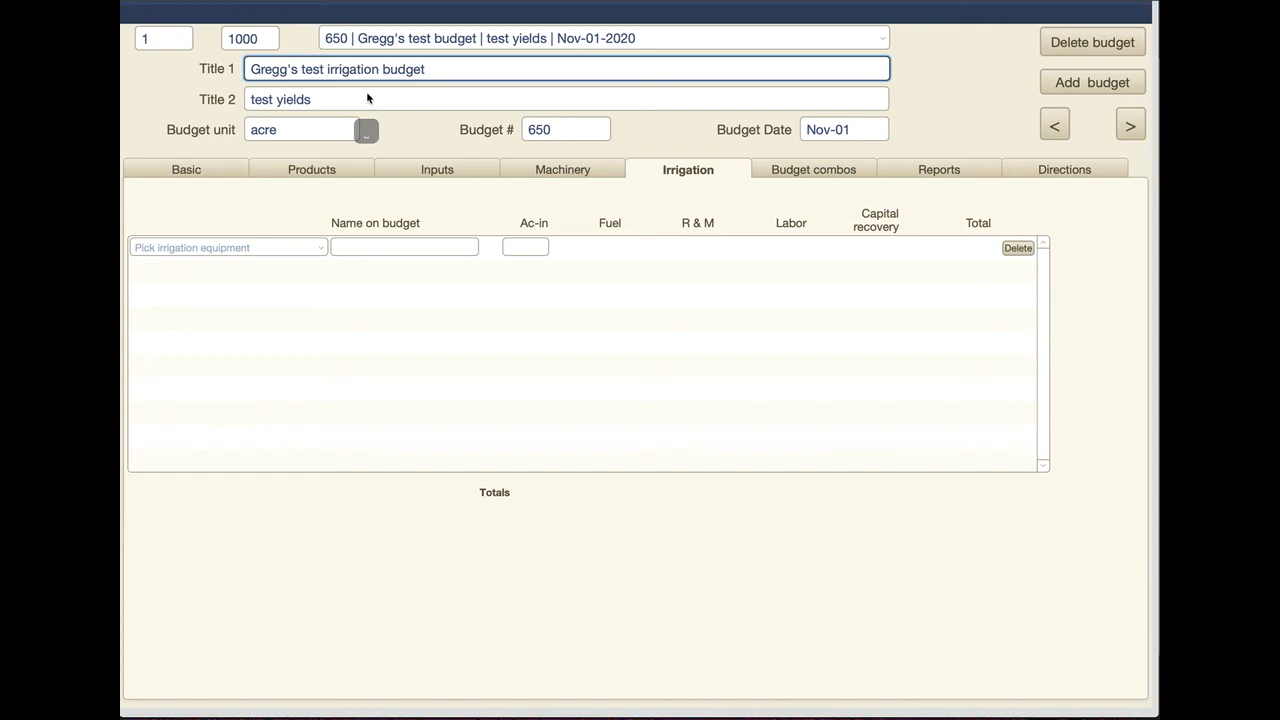 1 1000 650 | Gregg's test budget | test yields | Nov-01-2020 Delete budget
Title 1 Gregg's test irrigation budget
Add budget
Title 2 test yields
< >
Budget unit acre Budget # 650 Budget Date Nov-01
Basic Products Inputs Machinery Irrigation Budget combos Reports Directions
Name on budget Ac-in Fuel R & M Labor Capital recovery Total
Pick irrigation equipment Delete
Totals